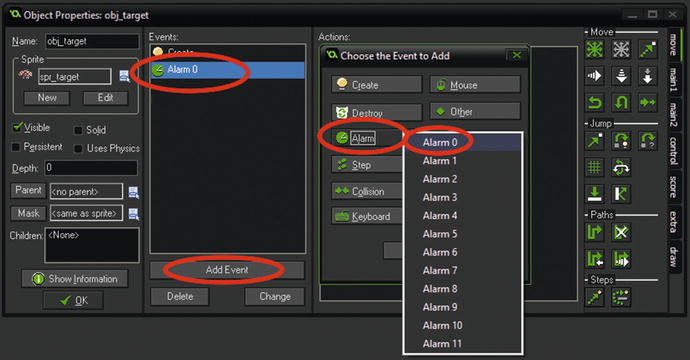 Object Properties: obj_target
Name: obj_target
Sprite
spr_target
New Edit
Visible Solid
Persistent Uses Physics
Depth: 0
Parent <no parent>
Mask <same as sprite>
Children: <None>
Show Information
OK
Events:
Create
Alarm 0
Add Event
Delete Change
Actions:
Choose the Event to Add
Create Mouse
Destroy Other
Alarm
Step
Collision
Keyboard
Alarm 0
Alarm 1
Alarm 2
Alarm 3
Alarm 4
Alarm 5
Alarm 6
Alarm 7
Alarm 8
Alarm 9
Alarm 10
Alarm 11
Move
Jump
Paths
Steps
move
main1
main2
control
score
extra
draw